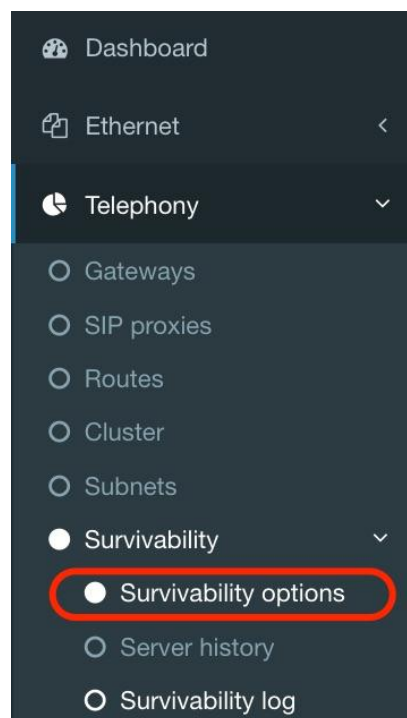 Dashboard
Ethernet
Telephony
Gateways
SIP proxies
Routes
Cluster
Subnets
Survivability
Survivability options
Server history
Survivability log